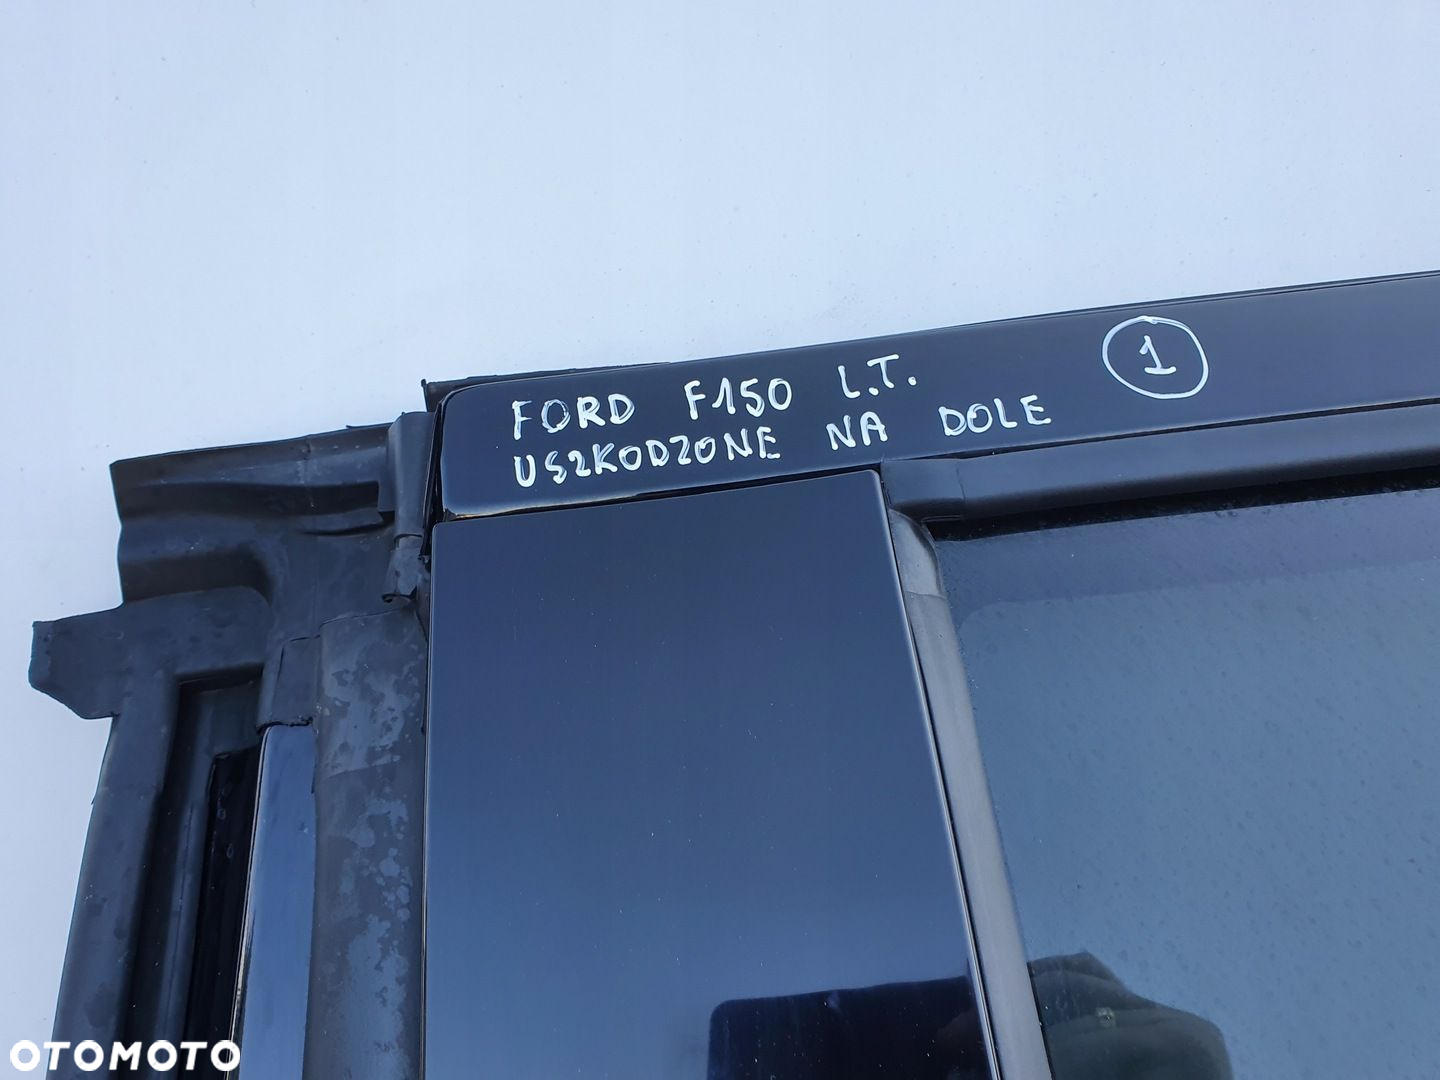 FORD F150 L.T.
USZKODZONE NA DOLE
1
OTOMOTO